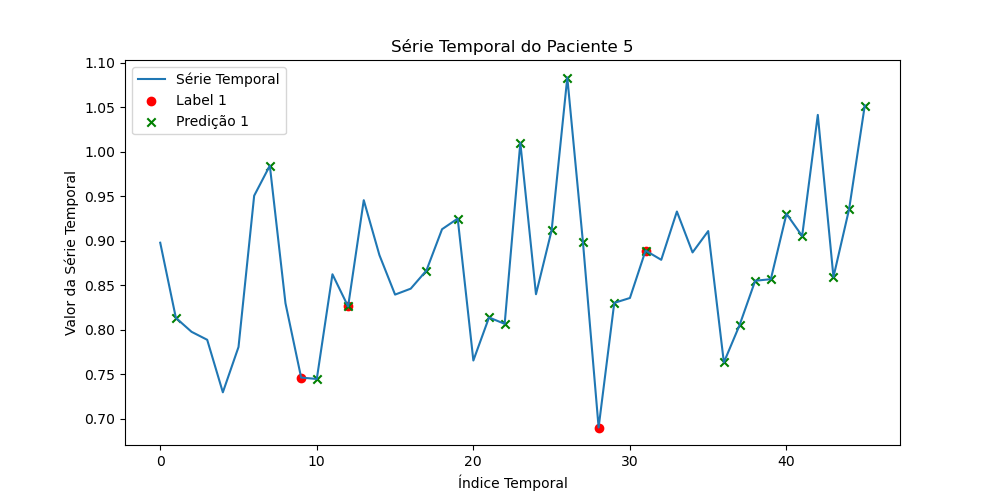 Série Temporal do Paciente 5
Série Temporal
Label 1
Predição 1
Valor da Série Temporal
1.10
1.05
1.00
0.95
0.90
0.85
0.80
0.75
0.70
0 10 20 30 40
Índice Temporal